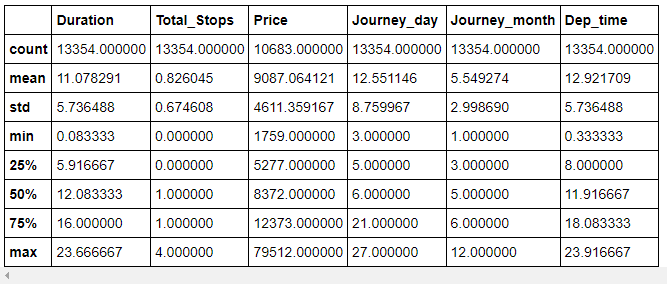 Duration Total_Stops Price Journey_day Journey_month Dep_time
count 13354.000000 13354.000000 10683.000000 13354.000000 13354.000000 13354.000000
mean 11.078291 0.826045 9087.064121 12.551146 5.549274 12.921709
std 5.736488 0.674608 4611.359167 8.759967 2.998690 5.736488
min 0.083333 0.000000 1759.000000 3.000000 1.000000 0.333333
25% 5.916667 0.000000 5277.000000 5.000000 3.000000 8.000000
50% 12.083333 1.000000 8372.000000 6.000000 5.000000 11.916667
75% 16.000000 1.000000 12373.000000 21.000000 6.000000 18.083333
max 23.666667 4.000000 79512.000000 27.000000 12.000000 23.916667